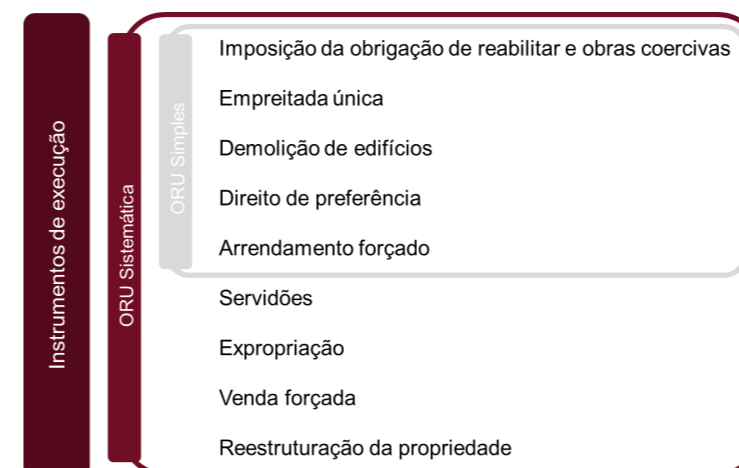 Instrumentos de execução
ORU Sistemática
ORU Simples
Imposição da obrigação de reabilitar e obras coercivas
Empreitada única
Demolição de edifícios
Direito de preferência
Arrendamento forçado
Servidões
Expropriação
Venda forçada
Reestruturação da propriedade